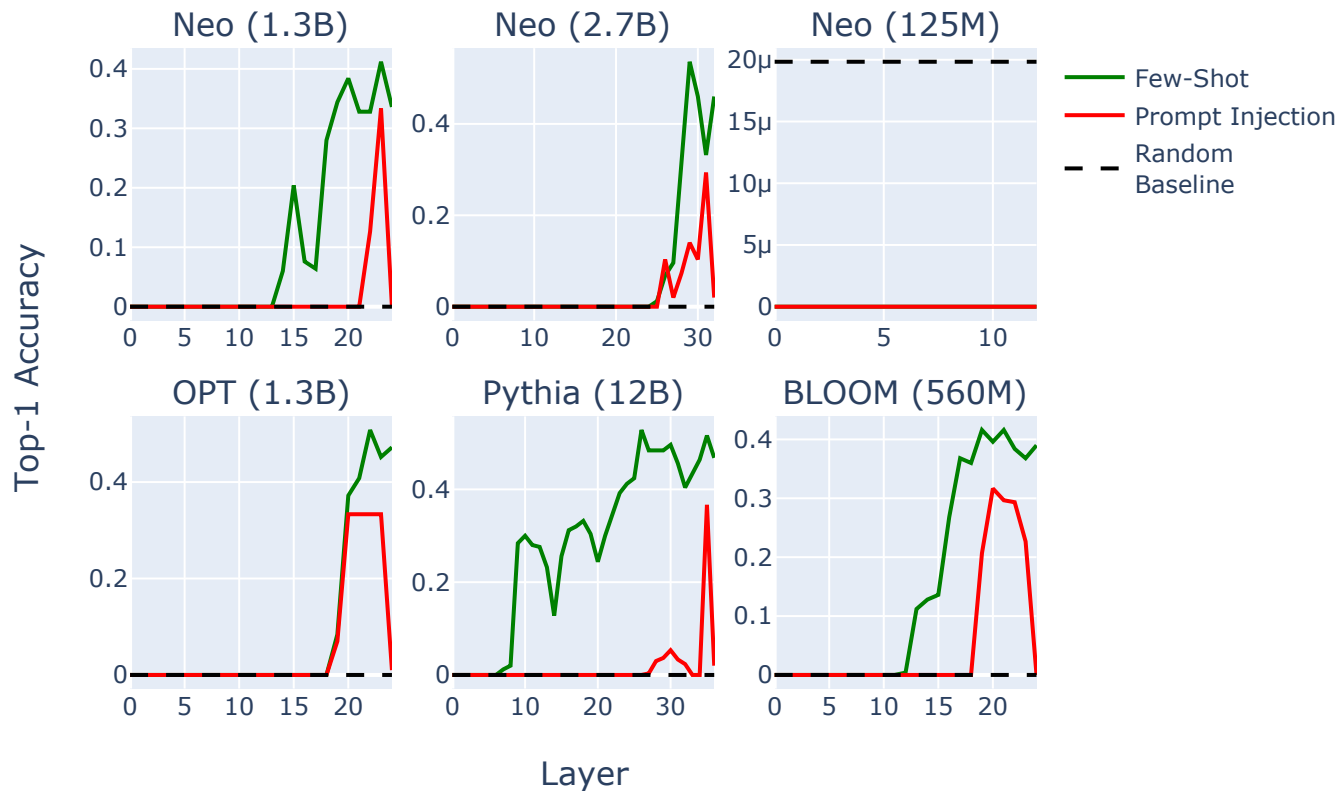 Neo (1.3B)
Neo (2.7B)
Neo (125M)
0.4
0.3
0.2
0.1
0
0 5 10 15 20
0.4
0.2
0
0 10 20 30
20μ
15μ
10μ
5μ
0
0 5 10
Few-Shot
Prompt Injection
Random
Baseline
Top-1 Accuracy
OPT (1.3B)
Pythia (12B)
BLOOM (560M)
0.4
0.2
0
0 5 10 15 20
0.4
0.2
0
0 10 20 30
0.4
0.3
0.2
0.1
0
0 5 10 15 20
Layer